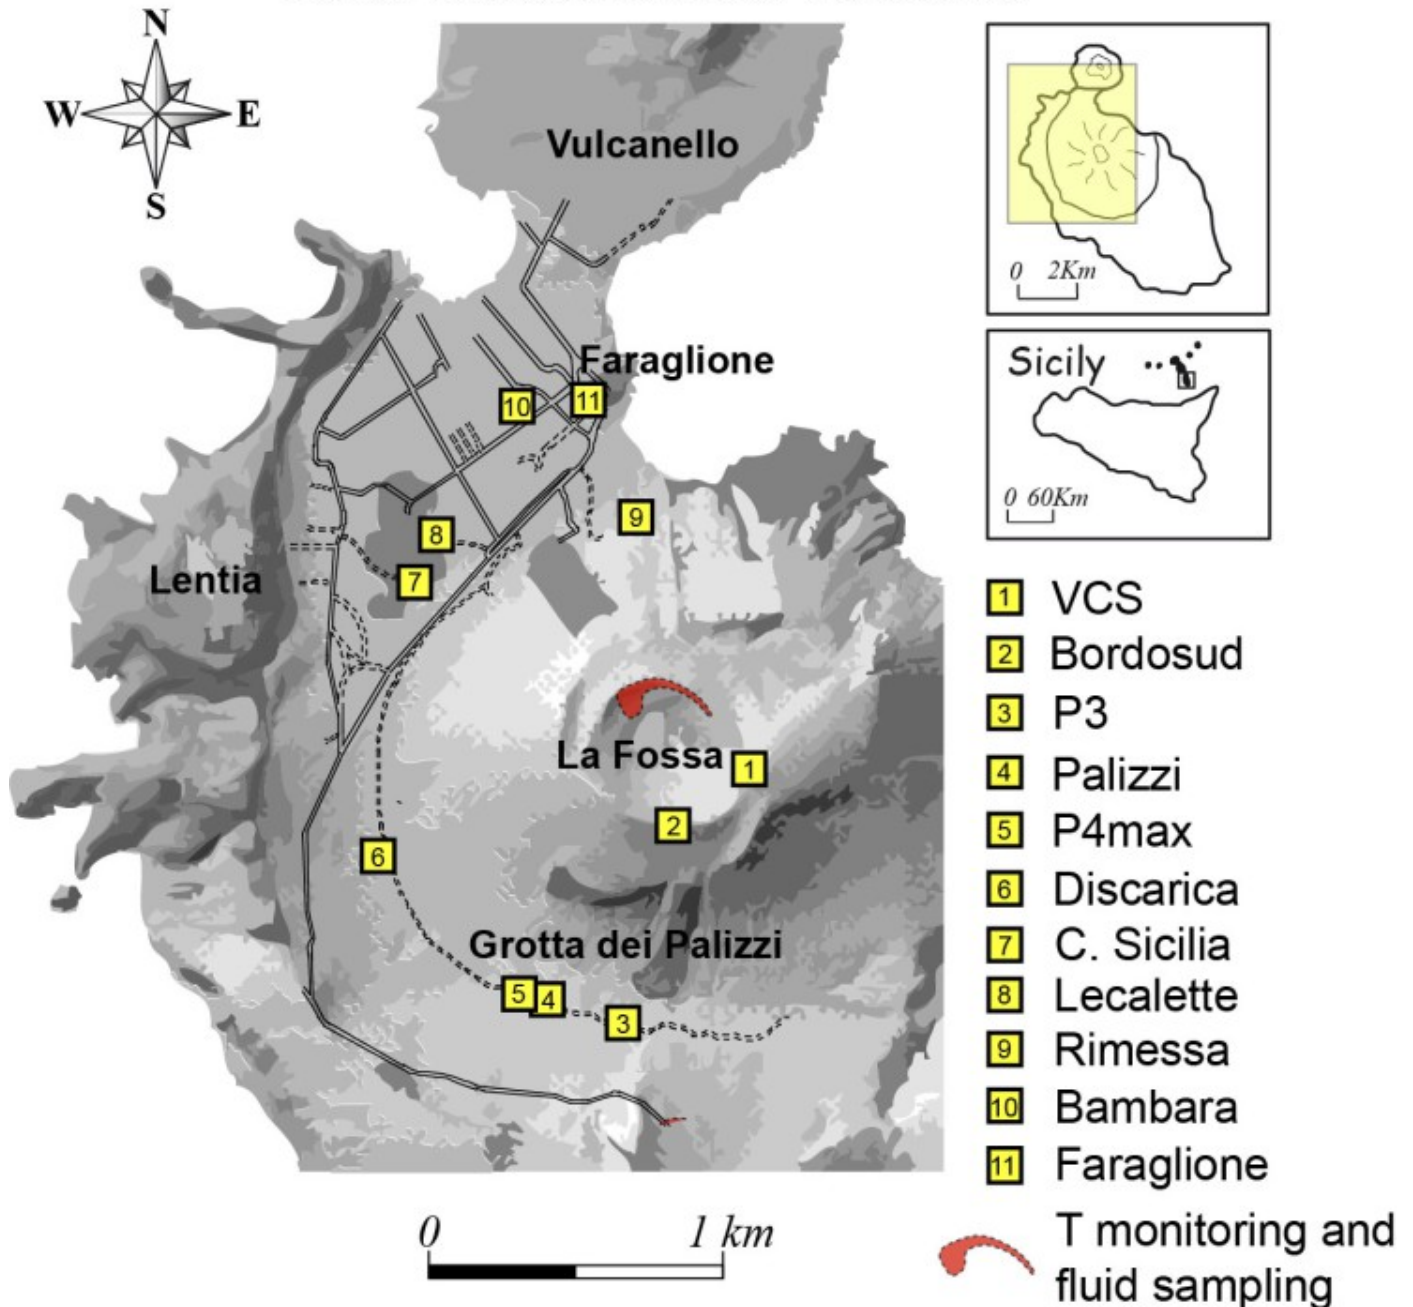 N
W
E
S
Vulcanello
0 2Km
Faraglione
Sicily
0 60Km
10
11
9
8
7
Lentia
La Fossa
1
2
6
Grotta dei Palizzi
5
4
3
1 VCS
2 Bordosud
3 P3
4 Palizzi
5 P4max
6 Discarica
7 C. Sicilia
8 Lecalette
9 Rimessa
10 Bambara
11 Faraglione
T monitoring and
fluid sampling
0 1 km